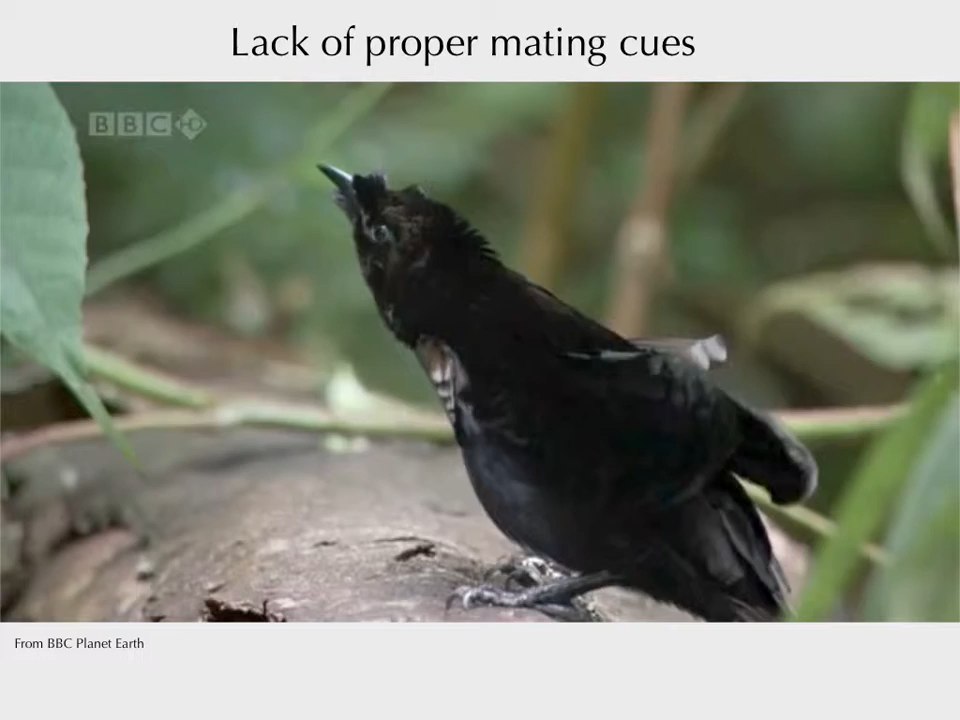 Lack of proper mating cues
BBC HD
From BBC Planet Earth